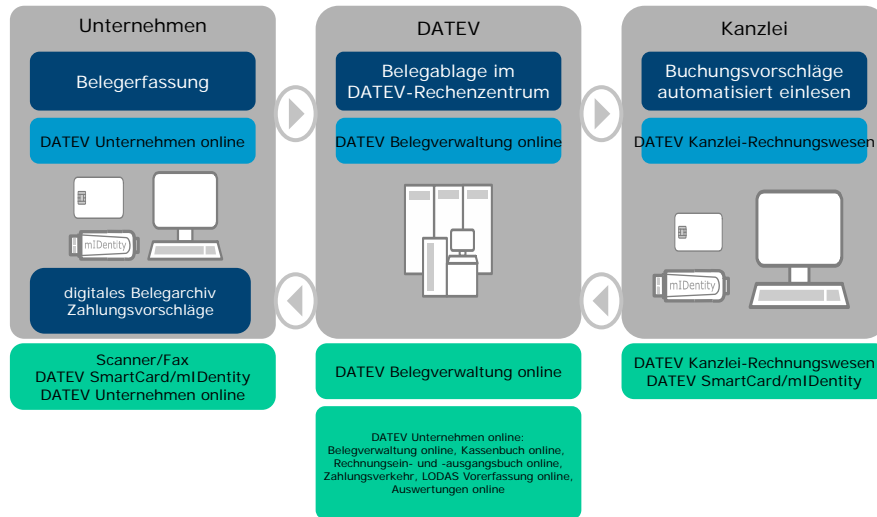 Unternehmen
Belegerfassung
DATEV Unternehmen online
mIDentity
digitales Belegarchiv
Zahlungsvorschläge
Scanner/Fax
DATEV SmartCard/mIDentity
DATEV Unternehmen online
DATEV
Belegablage im
DATEV-Rechenzentrum
DATEV Belegverwaltung online
DATEV Belegverwaltung online
DATEV Unternehmen online:
Belegverwaltung online, Kassenbuch online,
Rechnungsein- und -ausgangsbuch online,
Zahlungsverkehr, LODAS Vorerfassung online,
Auswertungen online
Kanzlei
Buchungsvorschläge
automatisiert einlesen
DATEV Kanzlei-Rechnungswesen
mIDentity
DATEV Kanzlei-Rechnungswesen
DATEV SmartCard/mIDentity